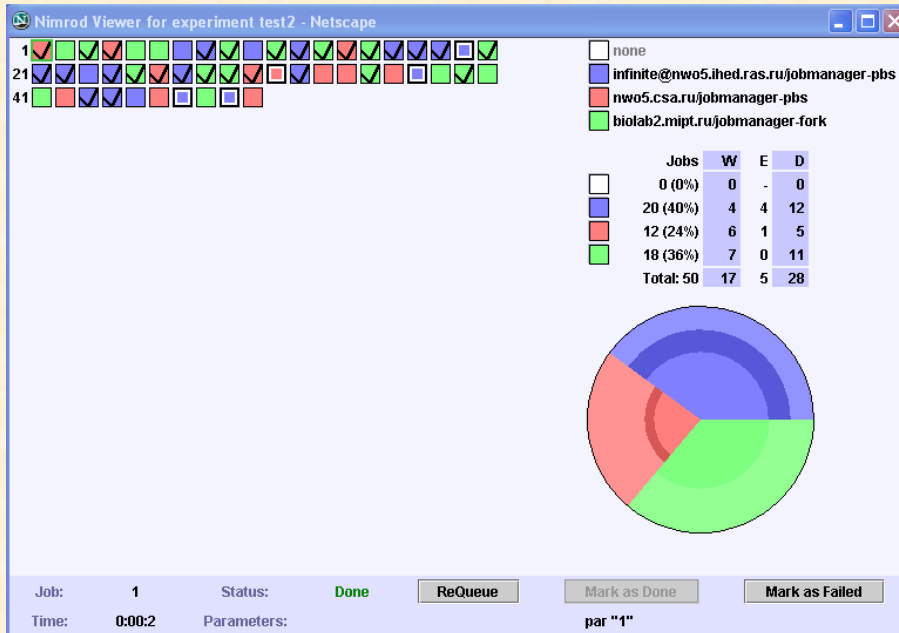 Nimrod Viewer for experiment test2 - Netscape
1
21
41
none
infinite@nwo5.ihed.ras.ru/jobmanager-pbs
nwo5.csa.ru/jobmanager-pbs
biolab2.mipt.ru/jobmanager-fork
Jobs W E D
0 (0%) 0 - 0
20 (40%) 4 4 12
12 (24%) 6 1 5
18 (36%) 7 0 11
Total: 50 17 5 28
Job: 1 Status: Done ReQueue Mark as Done Mark as Failed
Time: 0:00:2 Parameters: par "1"